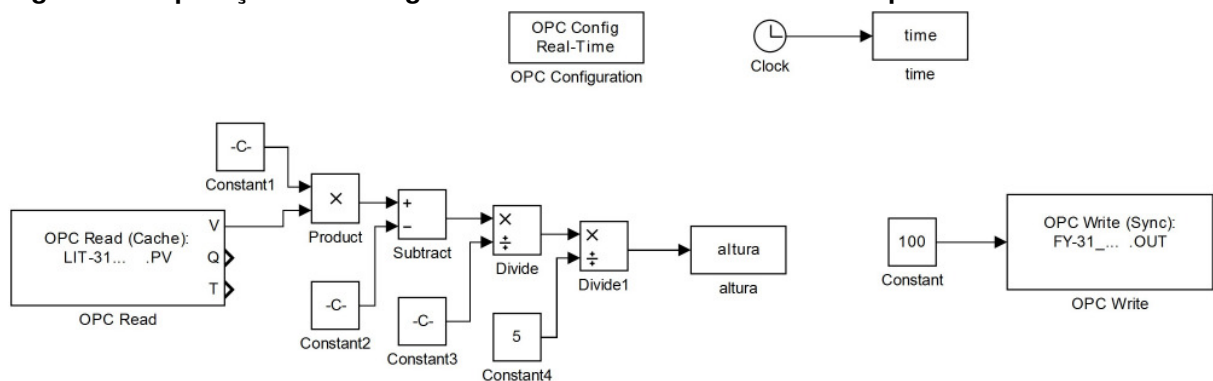 OPC Config
Real-Time
OPC Configuration
Clock
time
time
-C-
Constant1
×
Product
+
−
Subtract
×
÷
Divide
×
÷
Divide1
altura
altura
OPC Read (Cache):
LIT-31... .PV
V
Q
T
OPC Read
-C-
Constant2
-C-
Constant3
5
Constant4
100
Constant
OPC Write (Sync):
FY-31_... .OUT
OPC Write